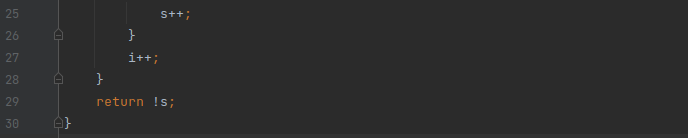 25 s++;
26 }
27 i++;
28 }
29 return !s;
30 }